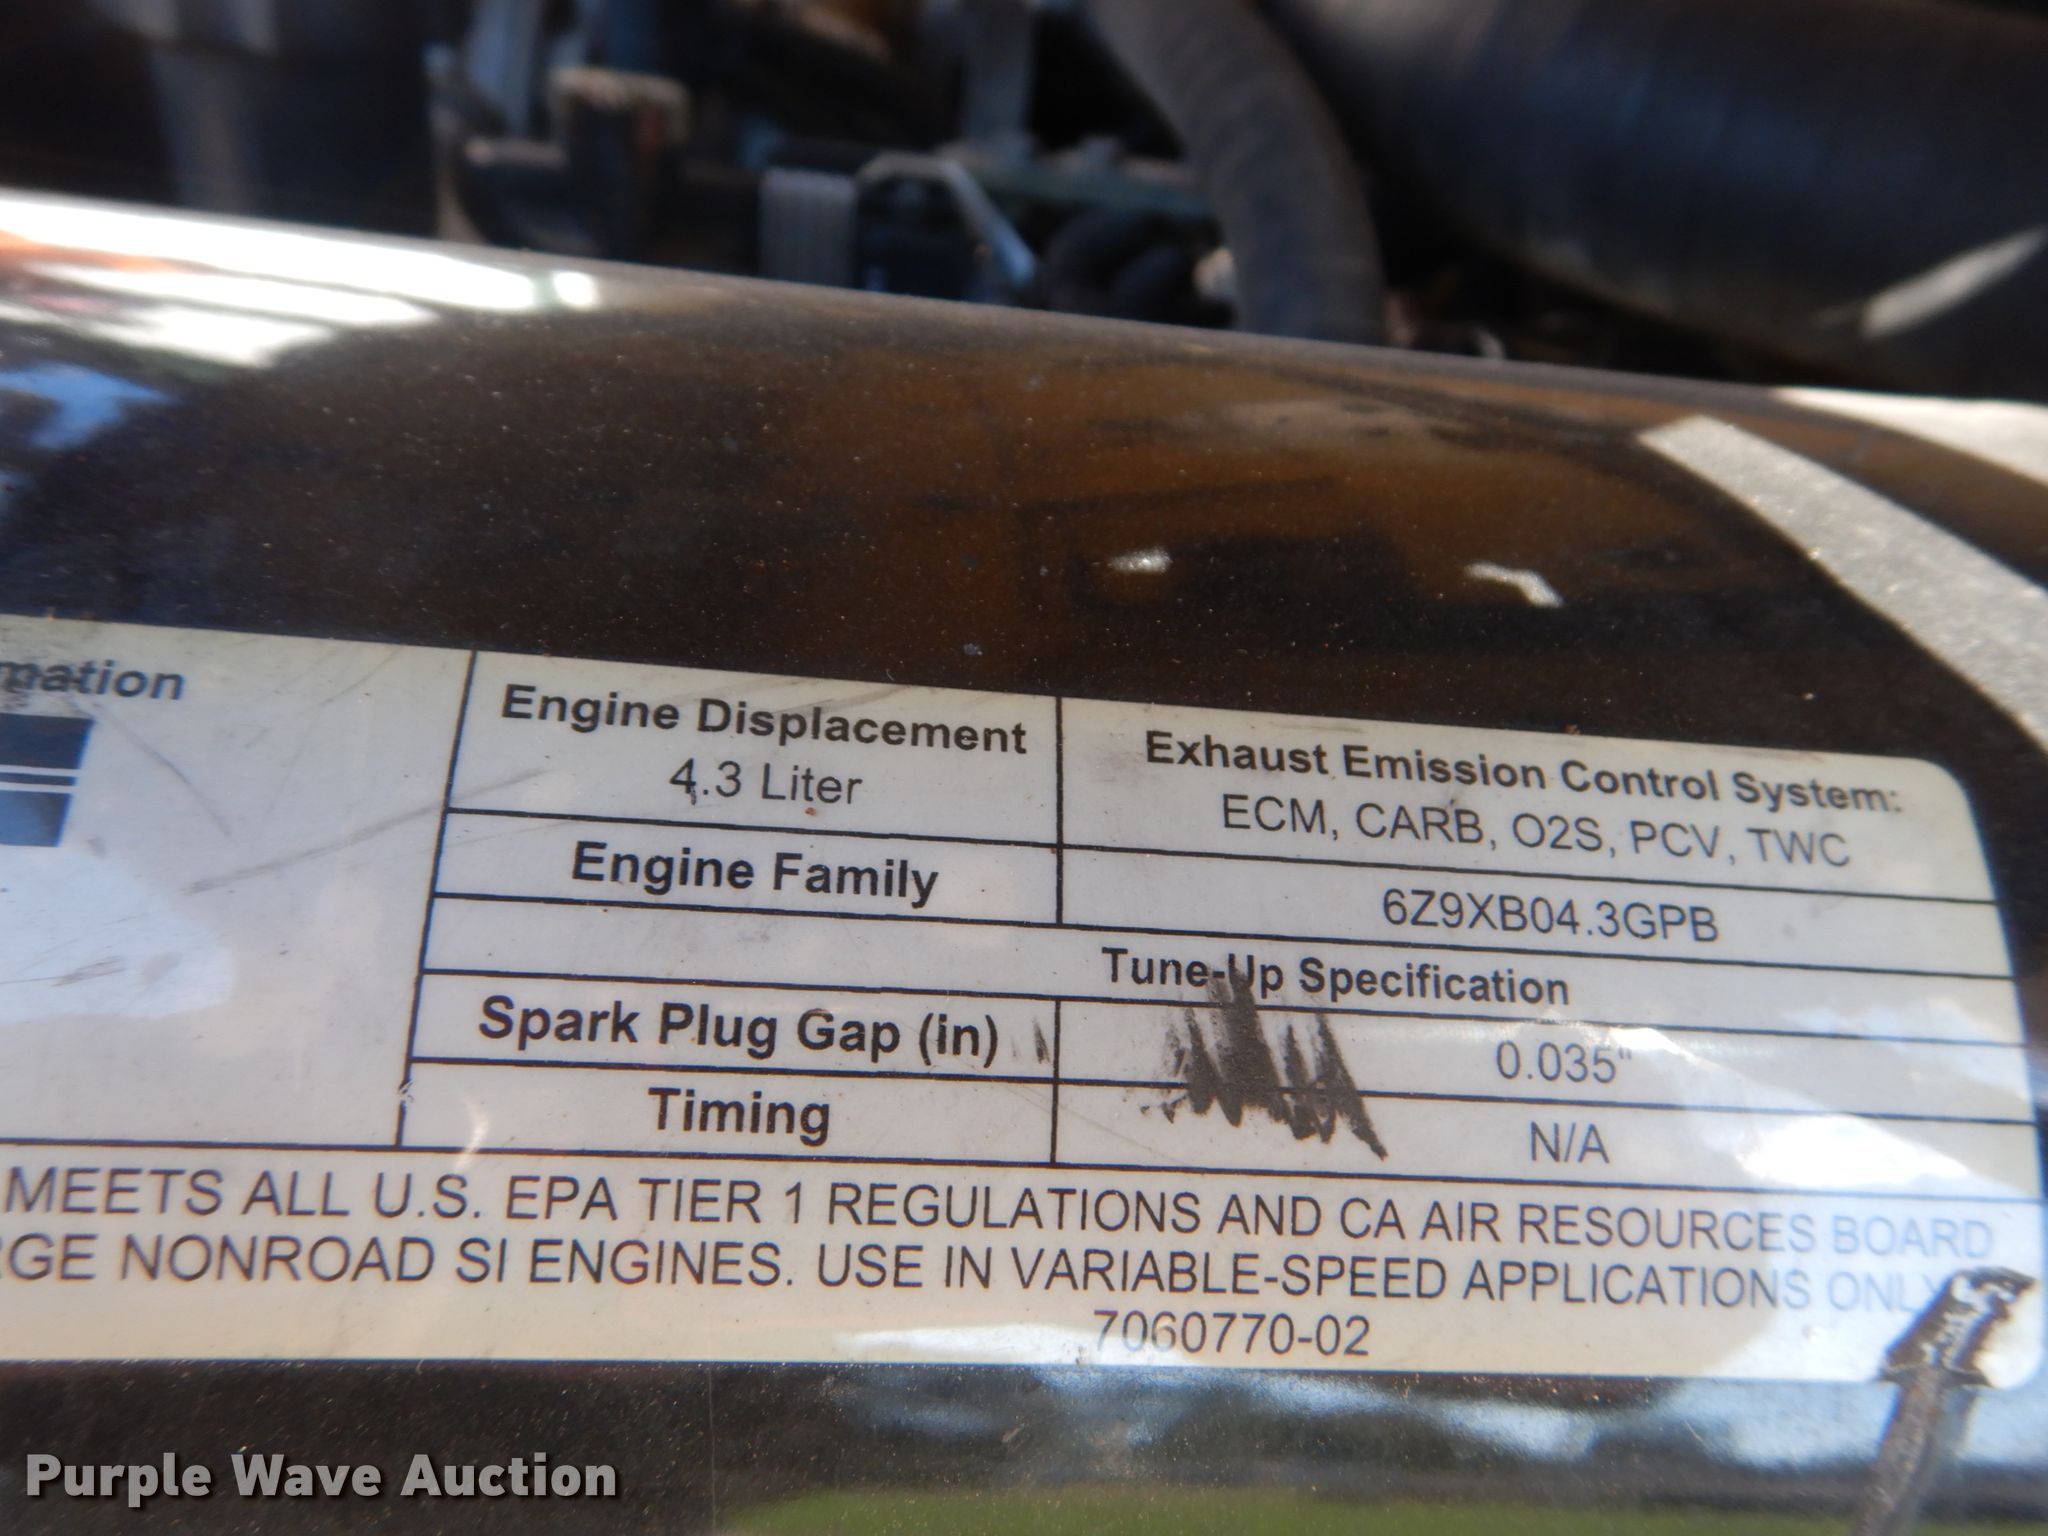 mation
Engine Displacement
4.3 Liter
Exhaust Emission Control System:
ECM, CARB, O2S, PCV, TWC
Engine Family
6Z9XB04.3GPB
Tune-Up Specification
Spark Plug Gap (in)
0.035"
Timing
N/A
MEETS ALL U.S. EPA TIER 1 REGULATIONS AND CA AIR RESOURCES BOARD
RGE NONROAD SI ENGINES. USE IN VARIABLE-SPEED APPLICATIONS ONLY
7060770-02
Purple Wave Auction